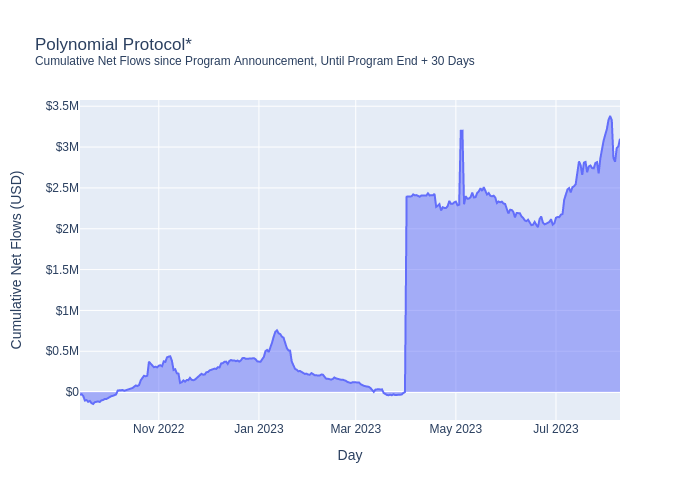 Polynomial Protocol*
Cumulative Net Flows since Program Announcement, Until Program End + 30 Days
Cumulative Net Flows (USD)
$3.5M
$3M
$2.5M
$2M
$1.5M
$1M
$0.5M
$0
Nov 2022
Jan 2023
Mar 2023
May 2023
Jul 2023
Day